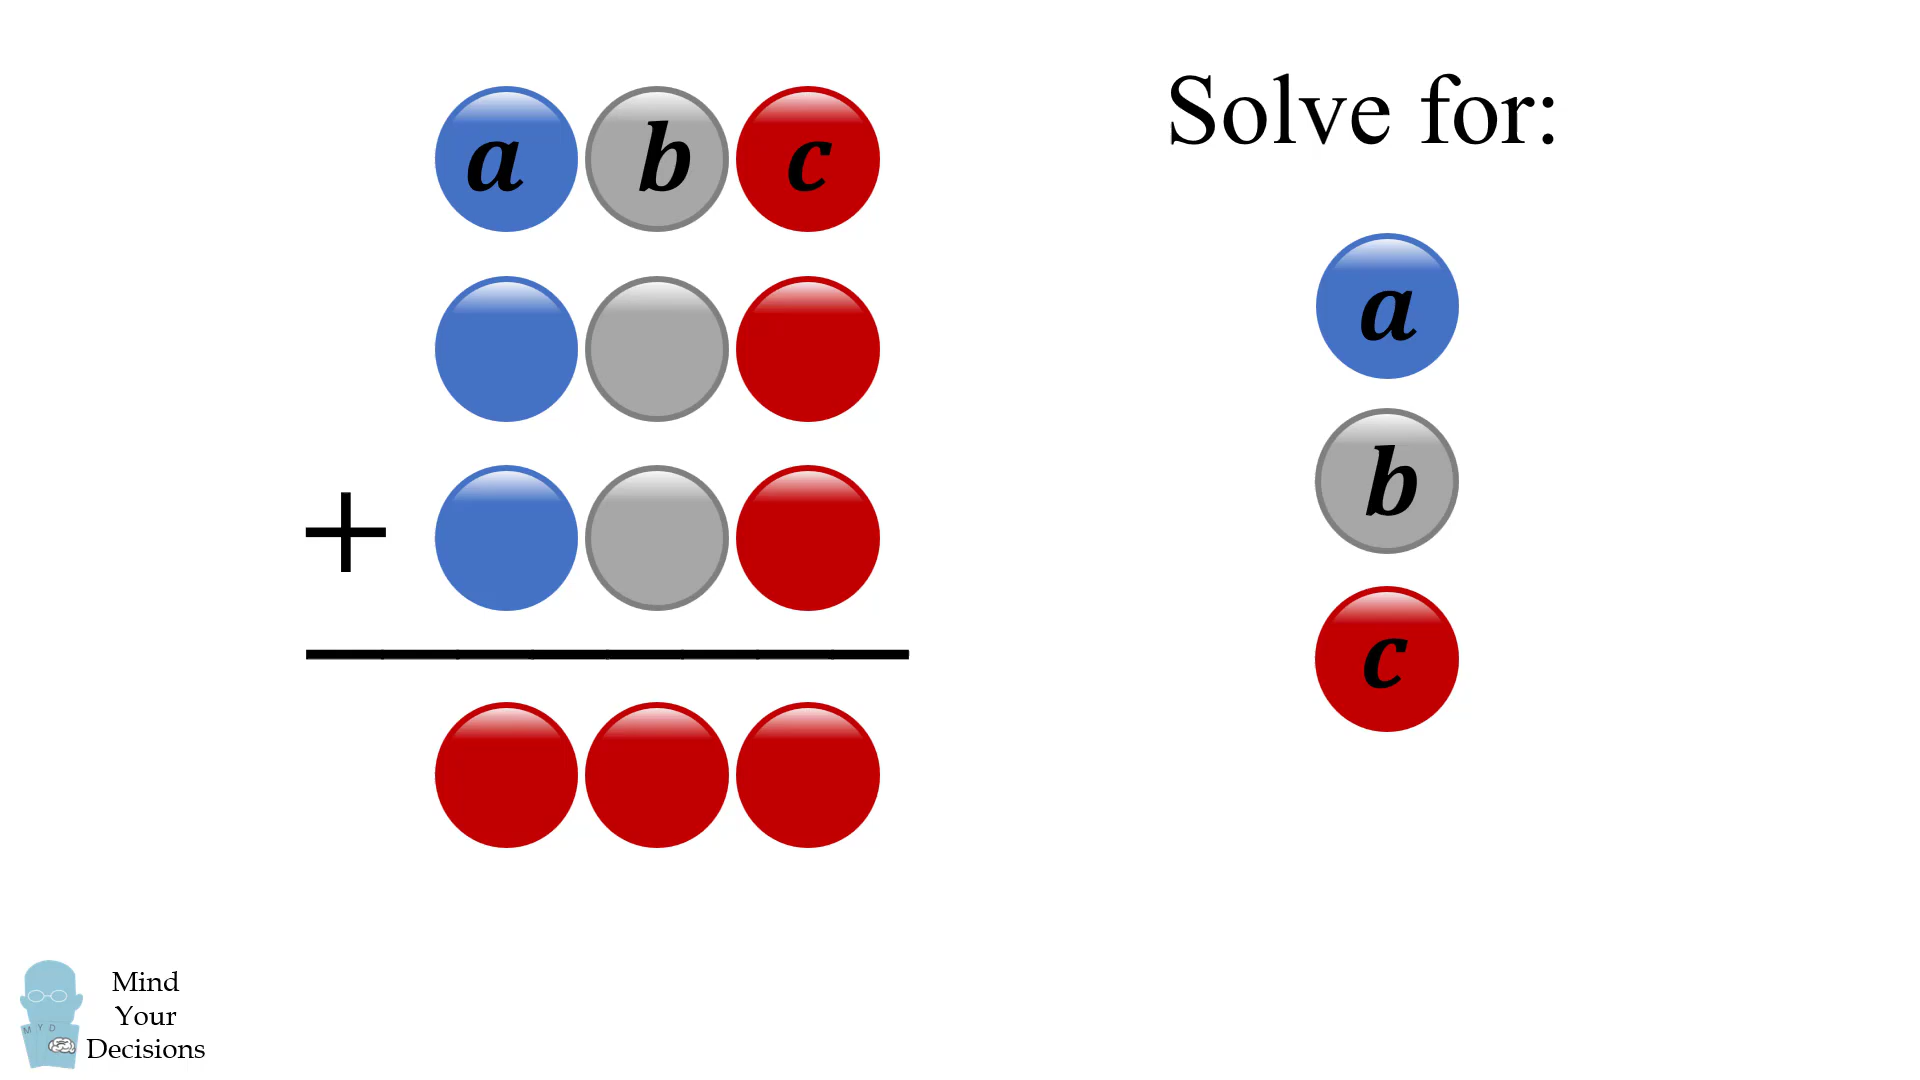 Solve for:
a b c
a
b
+
c
M Y D
Mind
Your
Decisions